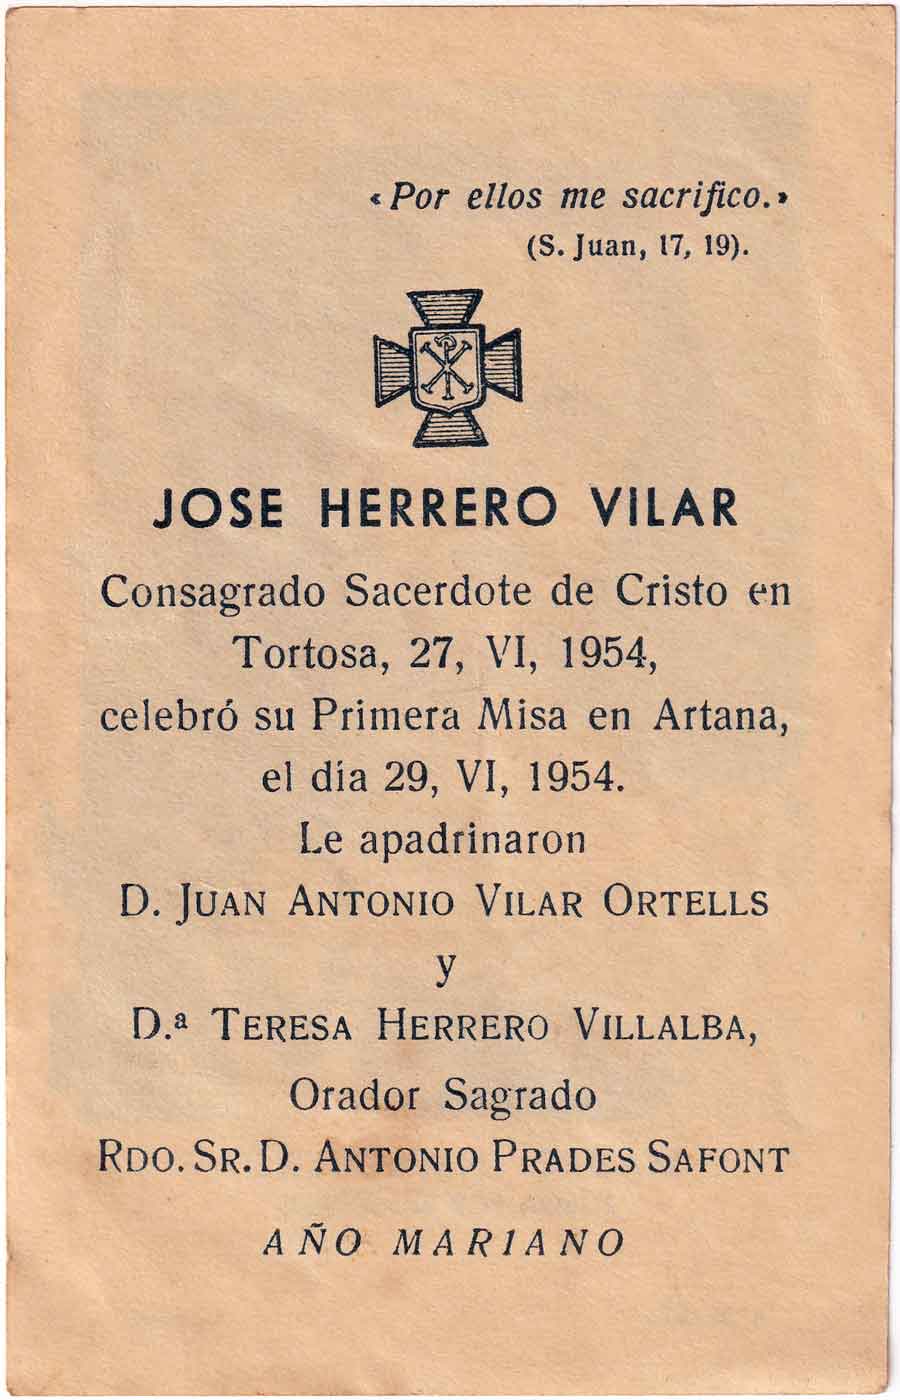 «Por ellos me sacrifico.»
(S. Juan, 17, 19).
JOSE HERRERO VILAR
Consagrado Sacerdote de Cristo en
Tortosa, 27, VI, 1954,
celebró su Primera Misa en Artana,
el día 29, VI, 1954.
Le apadrinaron
D. JUAN ANTONIO VILAR ORTELLS
y
D.ª TERESA HERRERO VILLALBA,
Orador Sagrado
RDO. SR. D. ANTONIO PRADES SAFONT
AÑO MARIANO